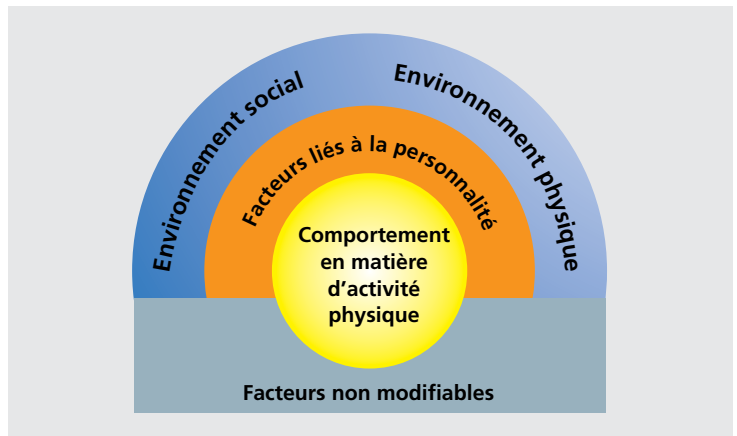 Environnement social
Environnement physique
Facteurs liés à la personnalité
Comportement
en matière
d’activité
physique
Facteurs non modifiables